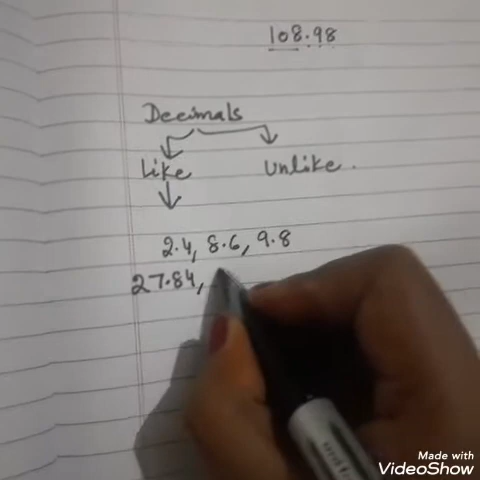 108.98
Decimals
Like Unlike.
2.4, 8.6, 9.8
27.84,
Made with
VideoShow